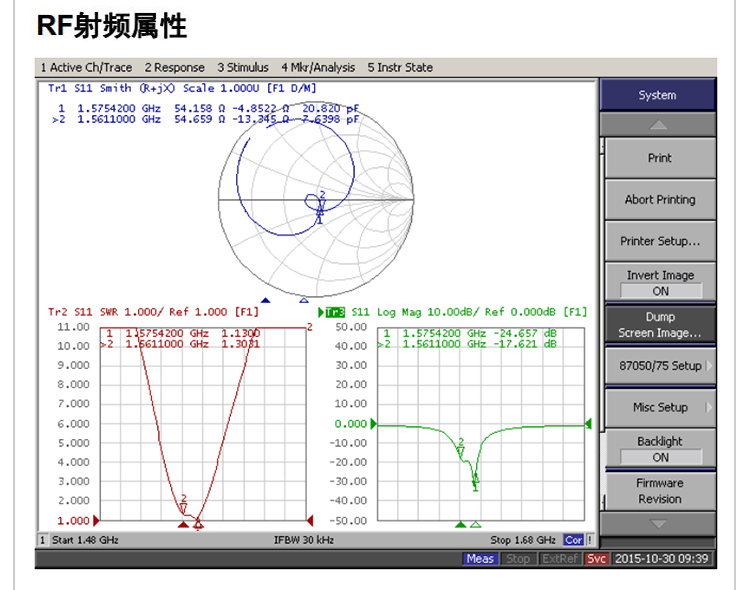 RF射频属性
1 Active Ch/Trace 2 Response 3 Stimulus 4 Mkr/Analysis 5 Instr State
Tr1 S11 Smith (R+jX) Scale 1.000U [F1 D/M]
1 1.5754200 GHz 54.158 Ω -4.8522 Ω 20.820 pF
>2 1.5611000 GHz 54.659 Ω -13.345 Ω 7.6398 pF
2
1
Tr2 S11 SWR 1.000/ Ref 1.000 [F1]
11.00
10.00
9.000
8.000
7.000
6.000
5.000
4.000
3.000
2.000
1.000
1 1.5754200 GHz 1.1300
>2 1.5611000 GHz 1.3031
2
2
Tr3 S11 Log Mag 10.00dB/ Ref 0.000dB [F1]
50.00
40.00
30.00
20.00
10.00
0.000
-10.00
-20.00
-30.00
-40.00
-50.00
1 1.5754200 GHz -24.657 dB
>2 1.5611000 GHz -17.621 dB
2
1
1 Start 1.48 GHz IFBW 30 kHz Stop 1.68 GHz Cor !
System
Print
Abort Printing
Printer Setup...
Invert Image
ON
Dump
Screen Image...
87050/75 Setup
Misc Setup
Backlight
ON
Firmware
Revision
Meas Stop ExtRef Svc 2015-10-30 09:39